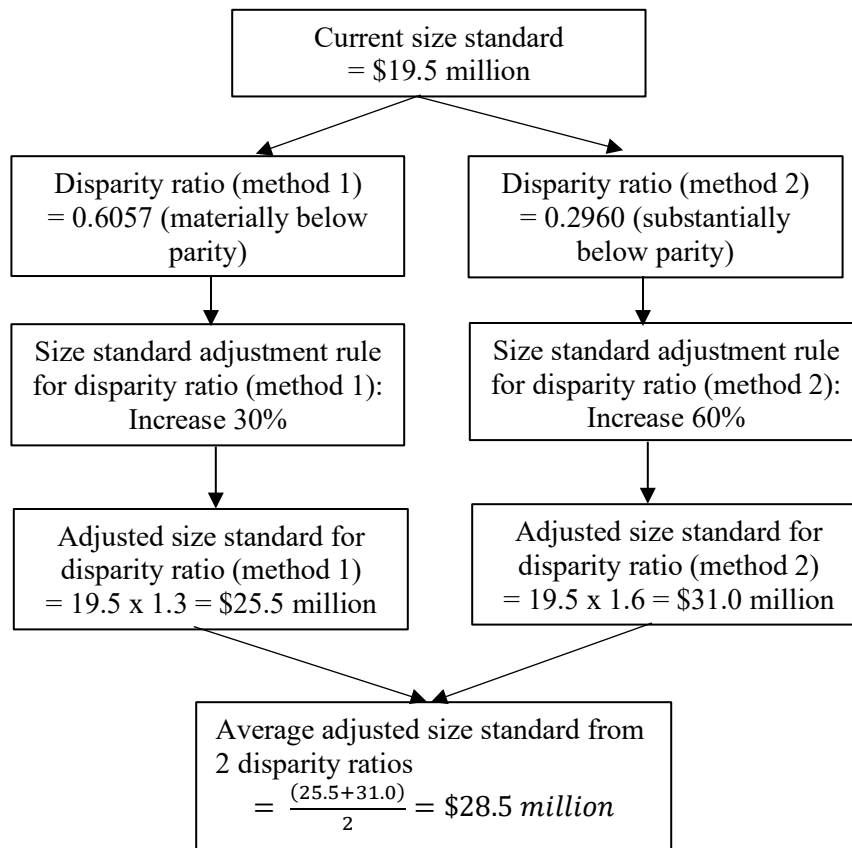 Current size standard
= $19.5 million
Disparity ratio (method 1)
= 0.6057 (materially below
parity)
Disparity ratio (method 2)
= 0.2960 (substantially
below parity)
Size standard adjustment rule
for disparity ratio (method 1):
Increase 30%
Size standard adjustment rule
for disparity ratio (method 2):
Increase 60%
Adjusted size standard for
disparity ratio (method 1)
= 19.5 x 1.3 = $25.5 million
Adjusted size standard for
disparity ratio (method 2)
= 19.5 x 1.6 = $31.0 million
Average adjusted size standard from
2 disparity ratios
= (25.5+31.0)/2 = $28.5 million